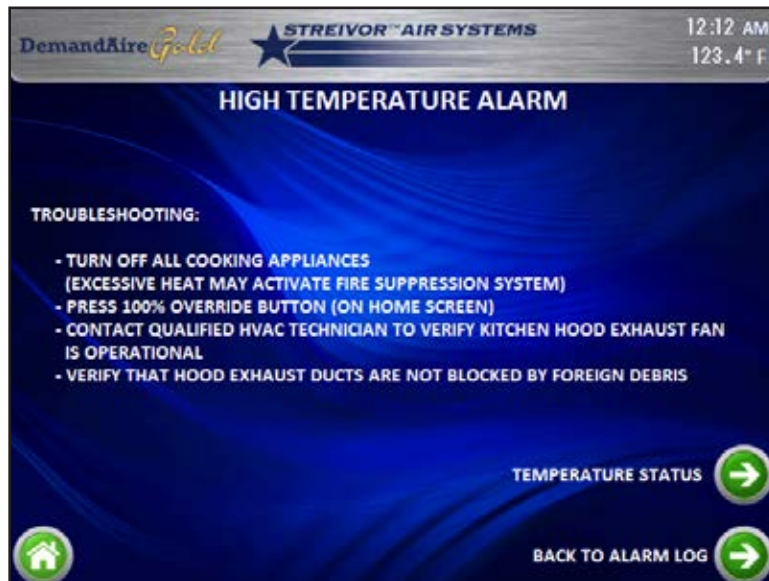 DemandAire Gold
STREIVOR™ AIR SYSTEMS
12:12 AM
123.4° F
HIGH TEMPERATURE ALARM
TROUBLESHOOTING:
- TURN OFF ALL COOKING APPLIANCES
(EXCESSIVE HEAT MAY ACTIVATE FIRE SUPPRESSION SYSTEM)
- PRESS 100% OVERRIDE BUTTON (ON HOME SCREEN)
- CONTACT QUALIFIED HVAC TECHNICIAN TO VERIFY KITCHEN HOOD EXHAUST FAN
IS OPERATIONAL
- VERIFY THAT HOOD EXHAUST DUCTS ARE NOT BLOCKED BY FOREIGN DEBRIS
TEMPERATURE STATUS
BACK TO ALARM LOG